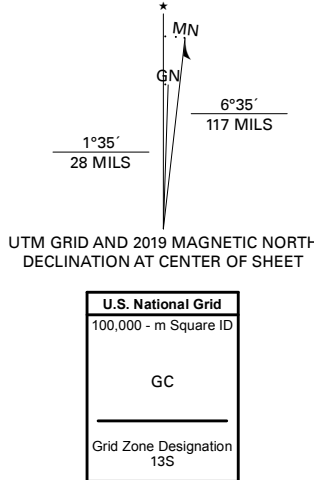 ★
MN
GN
6°35´
117 MILS
1°35´
28 MILS
UTM GRID AND 2019 MAGNETIC NORTH
DECLINATION AT CENTER OF SHEET
U.S. National Grid
100,000 - m Square ID
GC
Grid Zone Designation
13S